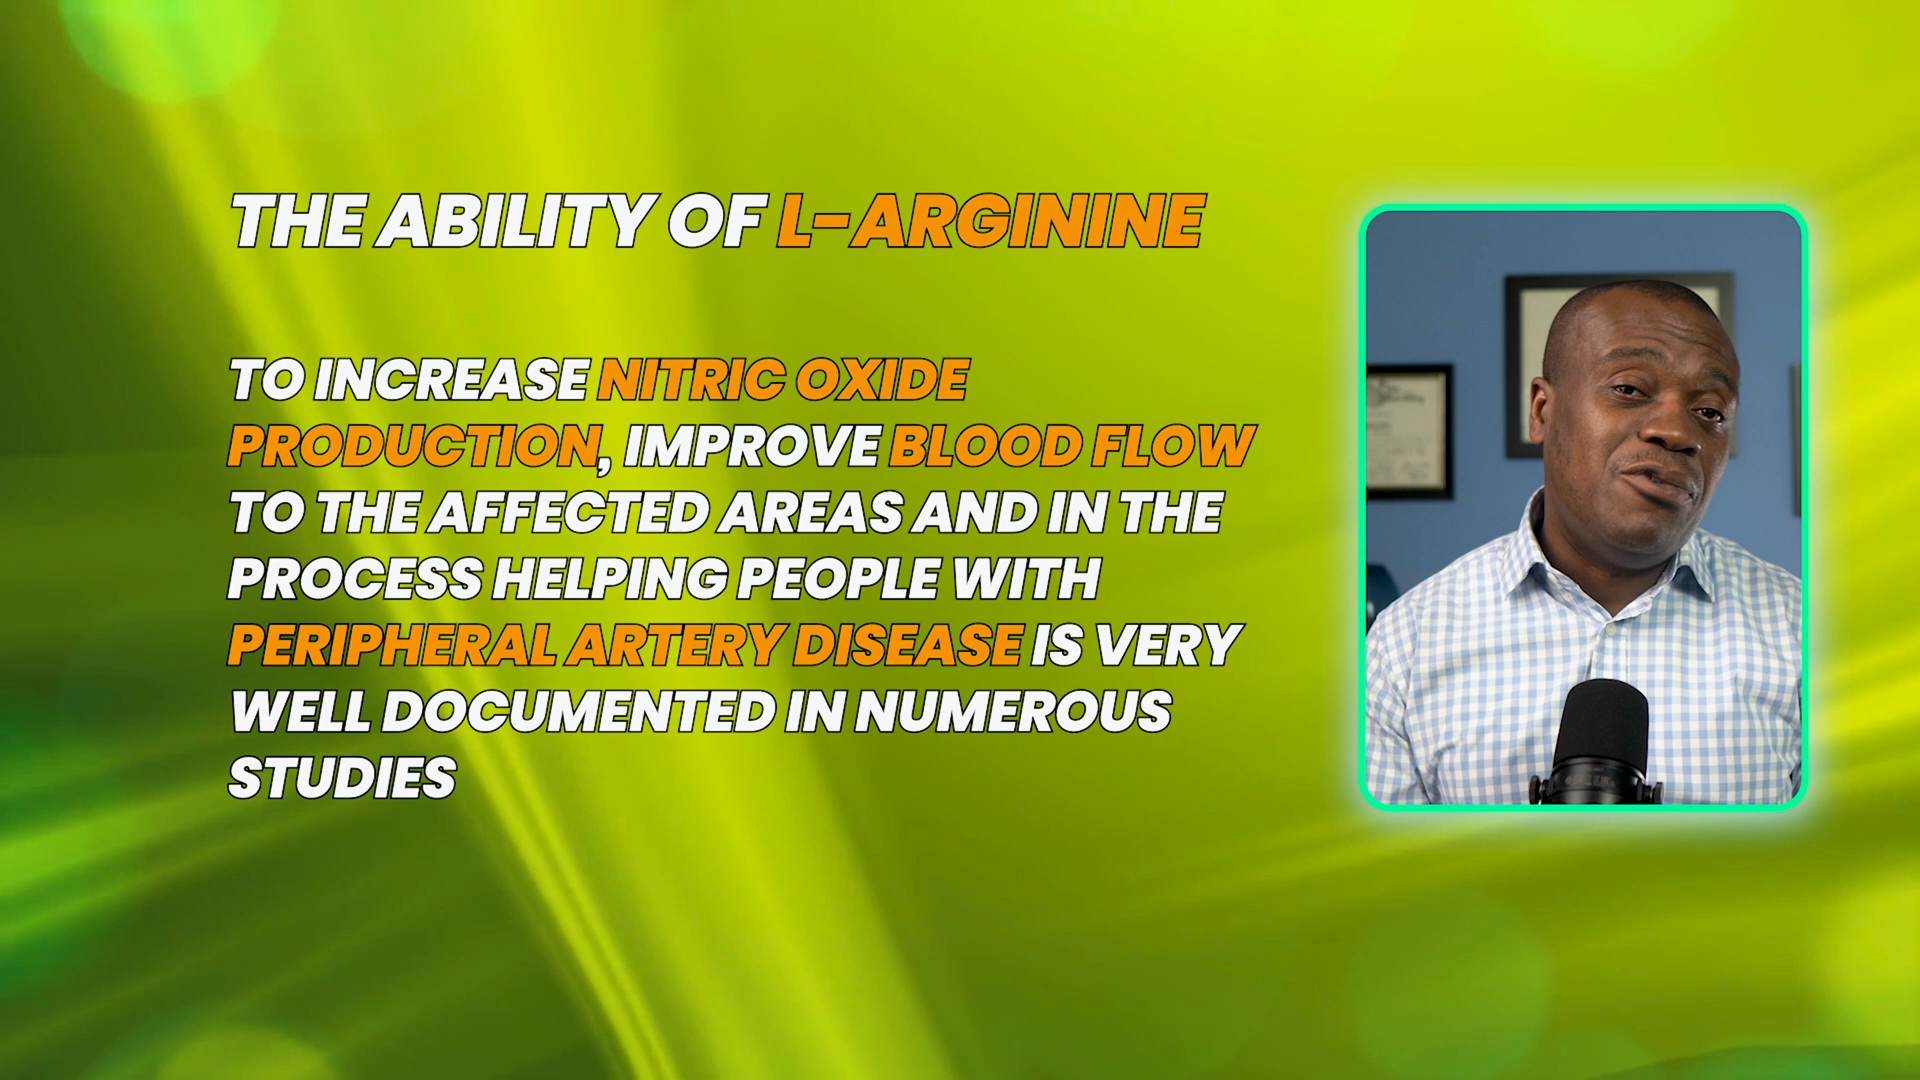 THE ABILITY OF L-ARGININE
TO INCREASE NITRIC OXIDE
PRODUCTION, IMPROVE BLOOD FLOW
TO THE AFFECTED AREAS AND IN THE
PROCESS HELPING PEOPLE WITH
PERIPHERAL ARTERY DISEASE IS VERY
WELL DOCUMENTED IN NUMEROUS
STUDIES